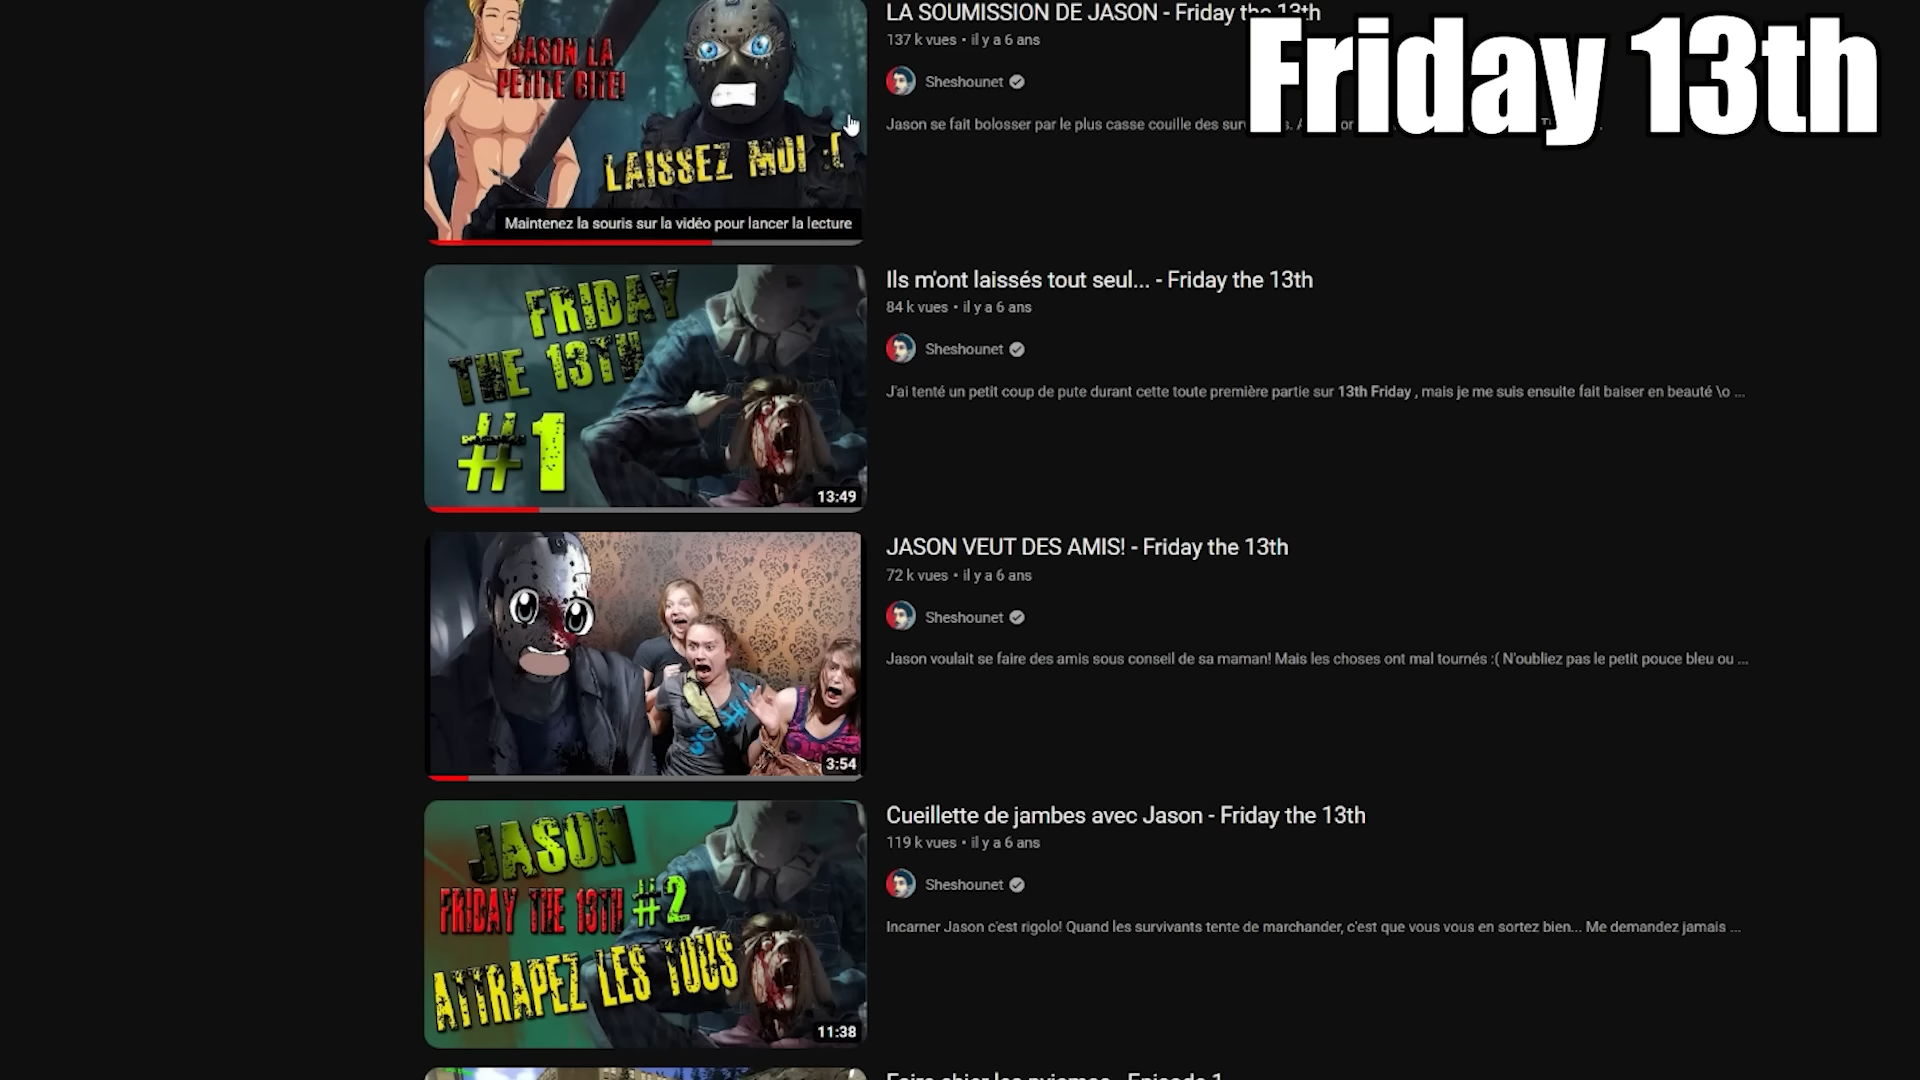 LA SOUMISSION DE JASON - Friday the 13th
Friday 13th
137 k vues • il y a 6 ans
JASON LA
PETITE BITE!
Sheshounet
Jason se fait bolosser par le plus casse couille des
LAISSEZ MOI :(
Maintenez la souris sur la vidéo pour lancer la lecture
FRIDAY
THE 13TH
#1
13:49
Ils m'ont laissés tout seul... - Friday the 13th
84 k vues • il y a 6 ans
Sheshounet
J'ai tenté un petit coup de pute durant cette toute première partie sur 13th Friday , mais je me suis ensuite fait baiser en beauté \o ...
JASON VEUT DES AMIS! - Friday the 13th
72 k vues • il y a 6 ans
Sheshounet
Jason voulait se faire des amis sous conseil de sa maman! Mais les choses ont mal tournés :( N'oubliez pas le petit pouce bleu ou ...
3:54
JASON
FRIDAY THE 13TH #2
ATTRAPEZ LES TOUS
11:38
Cueillette de jambes avec Jason - Friday the 13th
119 k vues • il y a 6 ans
Sheshounet
Incarner Jason c'est rigolo! Quand les survivants tente de marchander, c'est que vous vous en sortez bien... Me demandez jamais ...
Episode 1